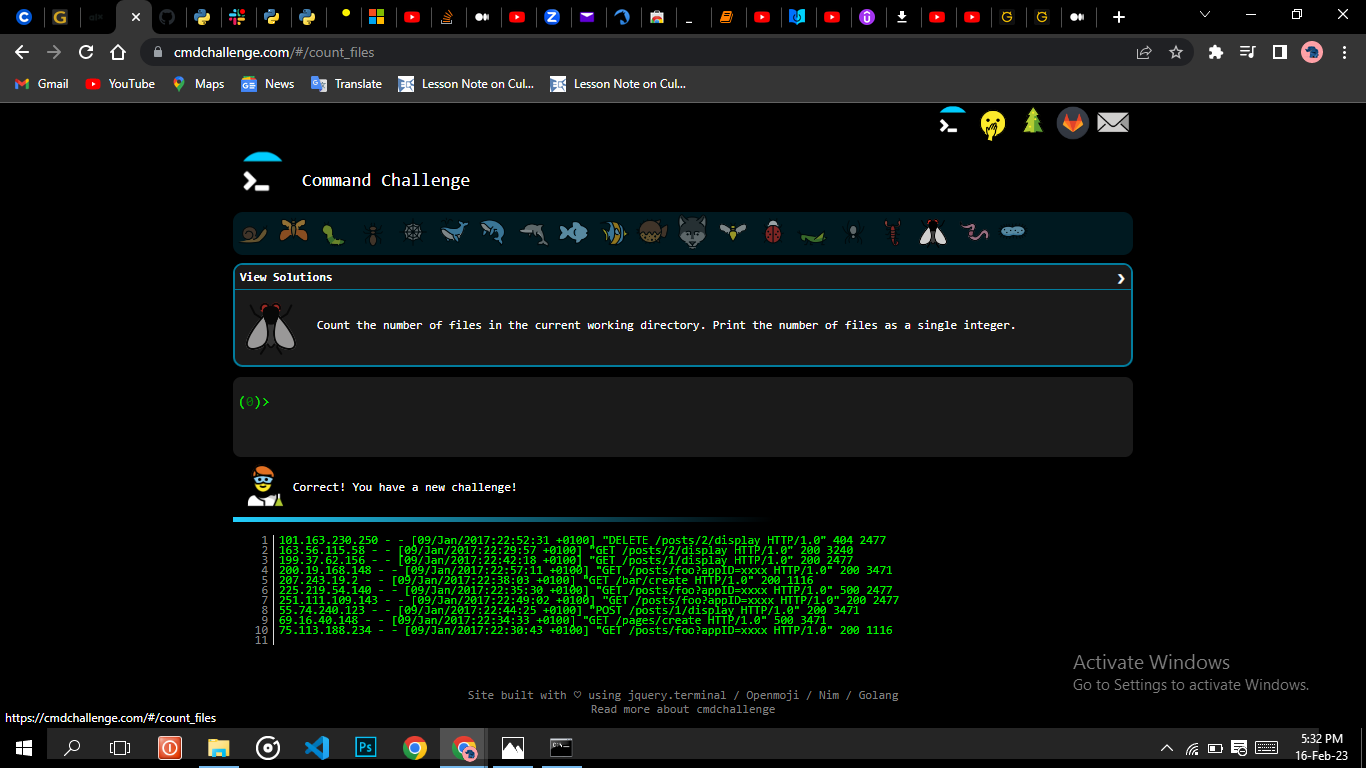 cmdchallenge.com/#/count_files
Gmail
YouTube
Maps
News
Translate
Lesson Note on Cul...
Lesson Note on Cul...
Command Challenge
View Solutions
Count the number of files in the current working directory. Print the number of files as a single integer.
(0)>
Correct! You have a new challenge!
1 101.163.230.250 - - [09/Jan/2017:22:52:31 +0100] "DELETE /posts/2/display HTTP/1.0" 404 2477
2 163.56.115.58 - - [09/Jan/2017:22:29:57 +0100] "GET /posts/2/display HTTP/1.0" 200 3240
3 199.37.62.156 - - [09/Jan/2017:22:42:18 +0100] "GET /posts/1/display HTTP/1.0" 200 2477
4 200.19.168.148 - - [09/Jan/2017:22:57:11 +0100] "GET /posts/foo?appID=xxxx HTTP/1.0" 200 3471
5 207.243.19.2 - - [09/Jan/2017:22:38:03 +0100] "GET /bar/create HTTP/1.0" 200 1116
6 225.219.54.140 - - [09/Jan/2017:22:35:30 +0100] "GET /posts/foo?appID=xxxx HTTP/1.0" 500 2477
7 251.111.109.143 - - [09/Jan/2017:22:49:02 +0100] "GET /posts/foo?appID=xxxx HTTP/1.0" 200 2477
8 55.74.240.123 - - [09/Jan/2017:22:44:25 +0100] "POST /posts/1/display HTTP/1.0" 200 3471
9 69.16.40.148 - - [09/Jan/2017:22:34:33 +0100] "GET /pages/create HTTP/1.0" 500 3471
10 75.113.188.234 - - [09/Jan/2017:22:30:43 +0100] "GET /posts/foo?appID=xxxx HTTP/1.0" 200 1116
11
Activate Windows
Go to Settings to activate Windows.
Site built with ♡ using jquery.terminal / Openmoji / Nim / Golang
Read more about cmdchallenge
https://cmdchallenge.com/#/count_files
Ps
5:32 PM
16-Feb-23